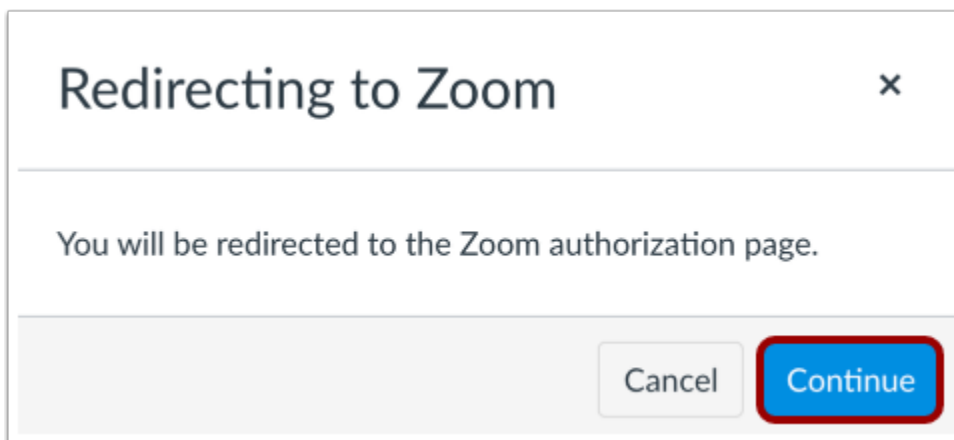 Redirecting to Zoom ×
You will be redirected to the Zoom authorization page.
Cancel Continue